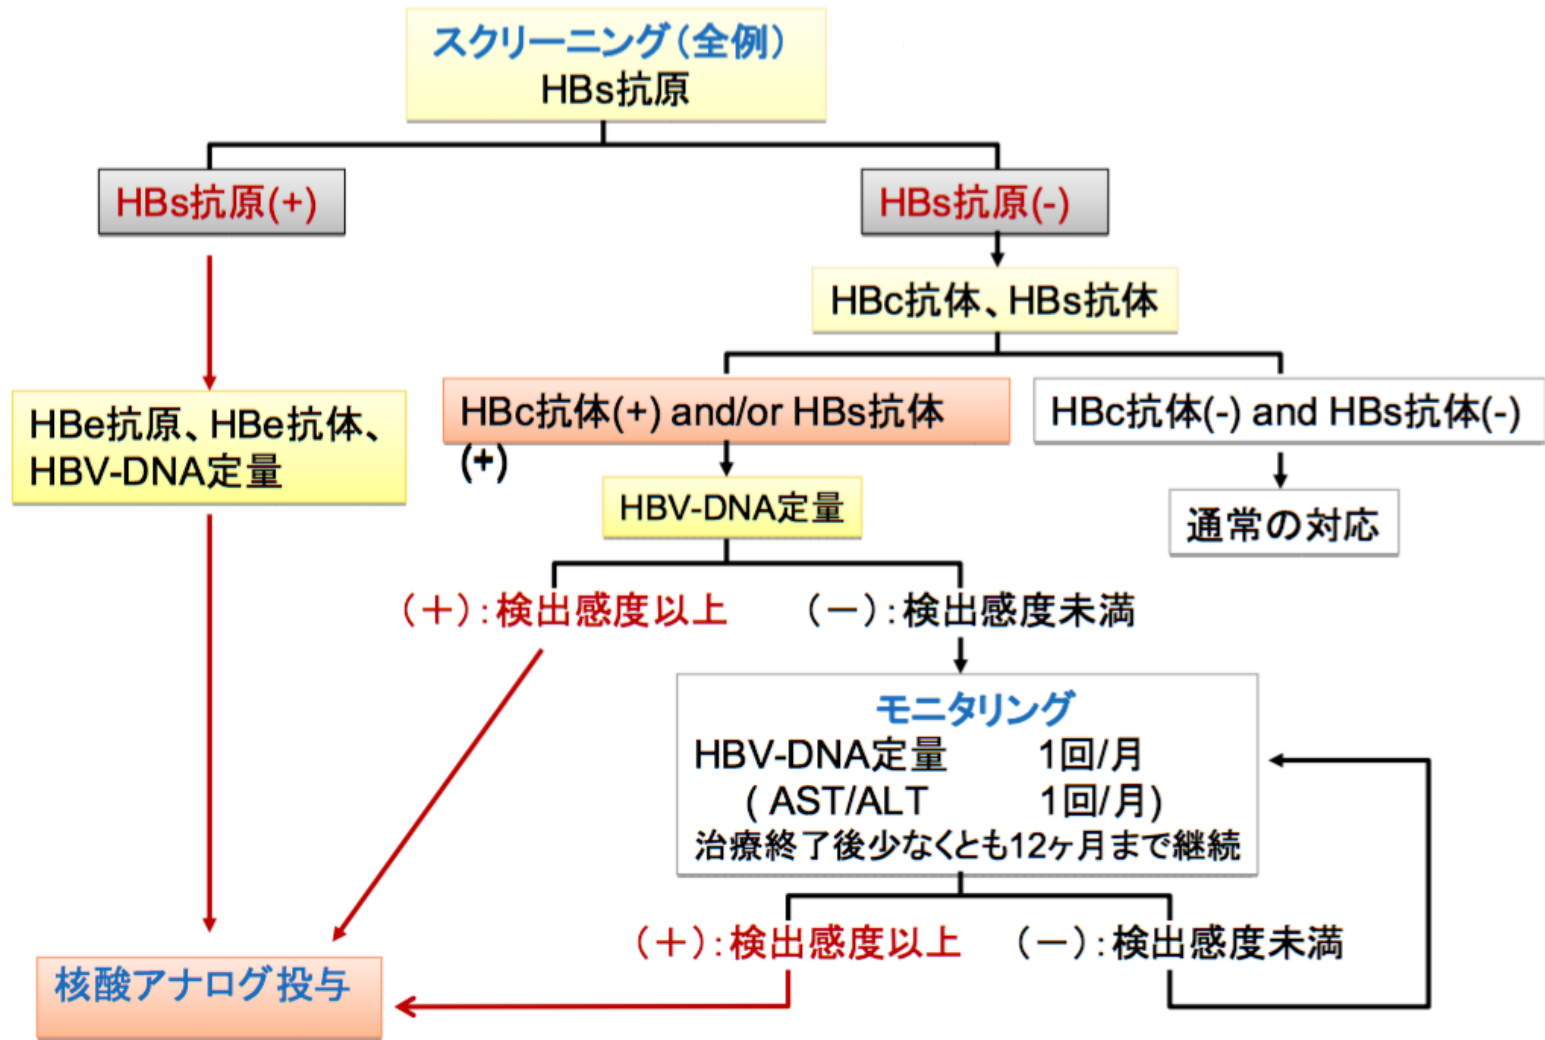 スクリーニング(全例)
HBs抗原
HBs抗原(+)
HBs抗原(-)
HBc抗体、HBs抗体
HBe抗原、HBe抗体、
HBV-DNA定量
HBc抗体(+) and/or HBs抗体
(+)
HBc抗体(-) and HBs抗体(-)
HBV-DNA定量
通常の対応
(+):検出感度以上
(-):検出感度未満
モニタリング
HBV-DNA定量 1回/月
( AST/ALT 1回/月)
治療終了後少なくとも12ヶ月まで継続
(+):検出感度以上
(-):検出感度未満
核酸アナログ投与